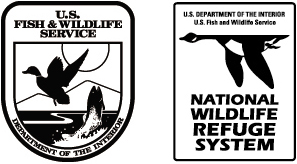 U.S.
FISH & WILDLIFE
SERVICE
DEPARTMENT OF THE INTERIOR
U.S. DEPARTMENT OF THE INTERIOR
U.S. Fish and Wildlife Service
NATIONAL
WILDLIFE
REFUGE
SYSTEM